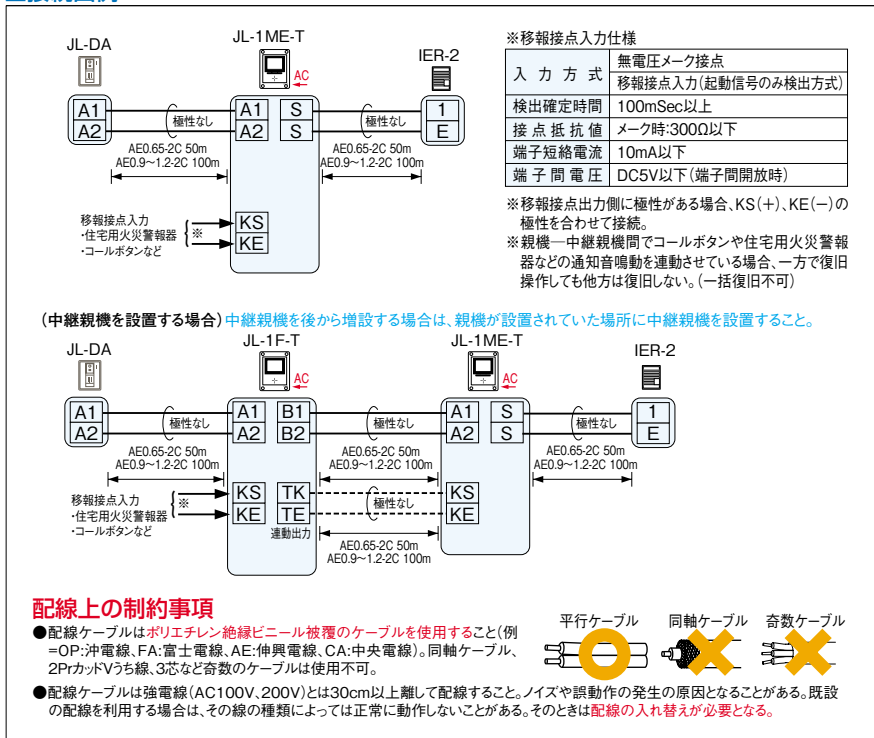 JL-DA
JL-1ME-T
IER-2
AC
A1
A2
極性なし
A1
A2
S
S
極性なし
1
E
AE0.65-2C 50m
AE0.9〜1.2-2C 100m
AE0.65-2C 50m
AE0.9〜1.2-2C 100m
移報接点入力
・住宅用火災警報器
・コールボタンなど
※
KS
KE
※移報接点入力仕様
入力方式 無電圧メーク接点
移報接点入力(起動信号のみ検出方式)
検出確定時間 100mSec以上
接点抵抗値 メーク時:300Ω以下
端子短絡電流 10mA以下
端子間電圧 DC5V以下(端子間開放時)
※移報接点出力側に極性がある場合、KS(+)、KE(−)の
極性を合わせて接続。
※親機―中継親機間でコールボタンや住宅用火災警報
器などの通知音鳴動を連動させている場合、一方で復旧
操作しても他方は復旧しない。(一括復旧不可)
(中継親機を設置する場合)中継親機を後から増設する場合は、親機が設置されていた場所に中継親機を設置すること。
JL-DA
JL-1F-T
JL-1ME-T
IER-2
AC
AC
A1
A2
極性なし
A1
A2
B1
B2
極性なし
A1
A2
S
S
極性なし
1
E
AE0.65-2C 50m
AE0.9〜1.2-2C 100m
AE0.65-2C 50m
AE0.9〜1.2-2C 100m
AE0.65-2C 50m
AE0.9〜1.2-2C 100m
移報接点入力
・住宅用火災警報器
・コールボタンなど
※
KS
KE
TK
TE
連動出力
極性なし
KS
KE
AE0.65-2C 50m
AE0.9〜1.2-2C 100m
配線上の制約事項
●配線ケーブルはポリエチレン絶縁ビニール被覆のケーブルを使用すること(例
=OP:沖電線、FA:富士電線、AE:伸興電線、CA:中央電線)。同軸ケーブル、
2PrカッドVうち線、3芯など奇数のケーブルは使用不可。
平行ケーブル
同軸ケーブル
奇数ケーブル
●配線ケーブルは強電線(AC100V、200V)とは30cm以上離して配線すること。ノイズや誤動作の発生の原因となることがある。既設
の配線を利用する場合は、その線の種類によっては正常に動作しないことがある。そのときは配線の入れ替えが必要となる。